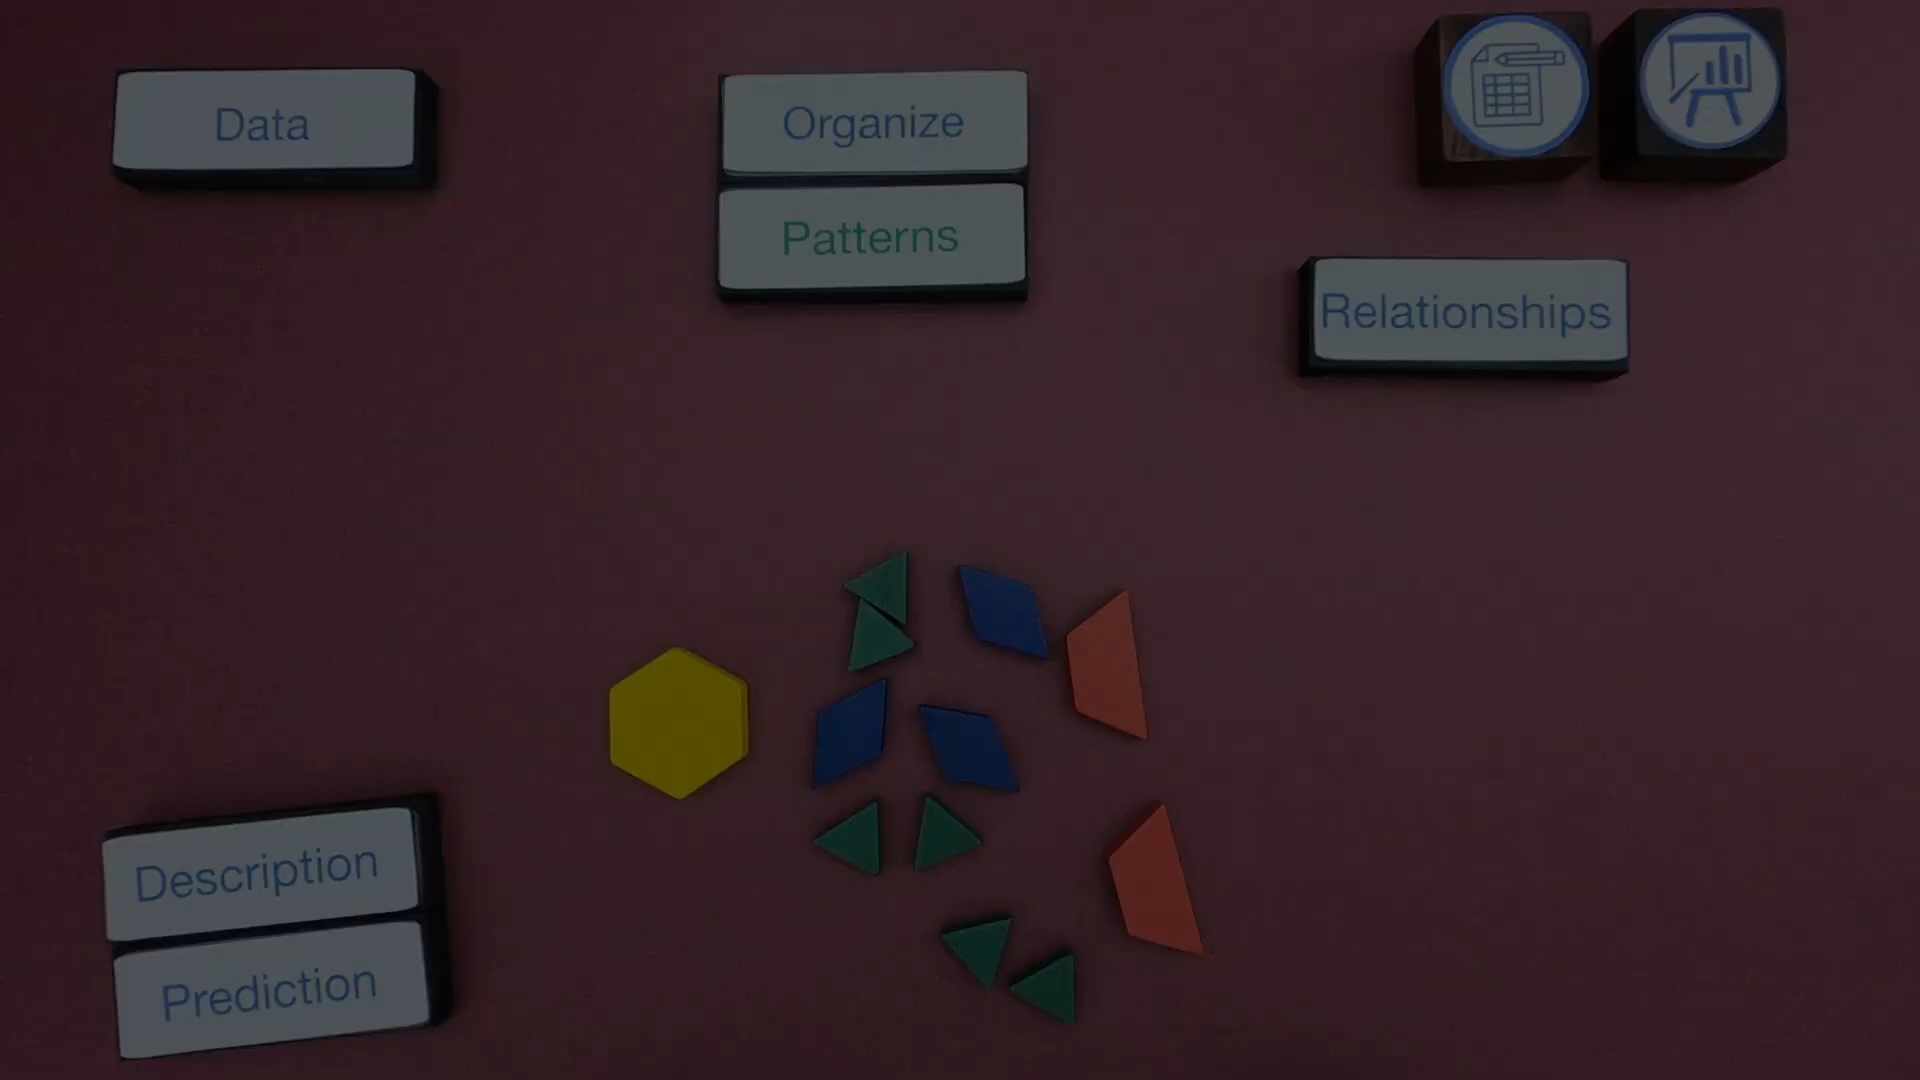 Data
Organize
Patterns
Relationships
Description
Prediction